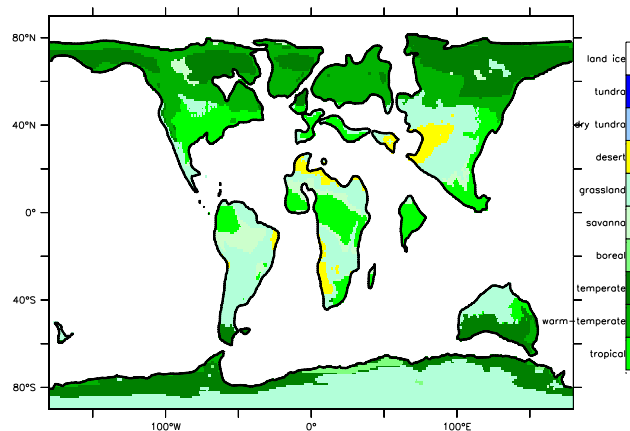 80°N
40°N
0°
40°S
80°S
100°W
0°
100°E
land ice
tundra
dry tundra
desert
grassland
savanna
boreal
temperate
warm-temperate
tropical